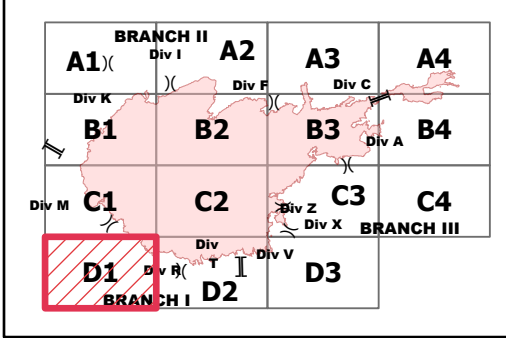 BRANCH II
A1
Div I
A2
A3
A4
Div K
Div F
Div C
B1
B2
B3
B4
Div A
Div M
C1
C2
Div Z
C3
C4
Div X
BRANCH III
D1
Div R
Div
T
Div V
D2
D3
BRANCH I